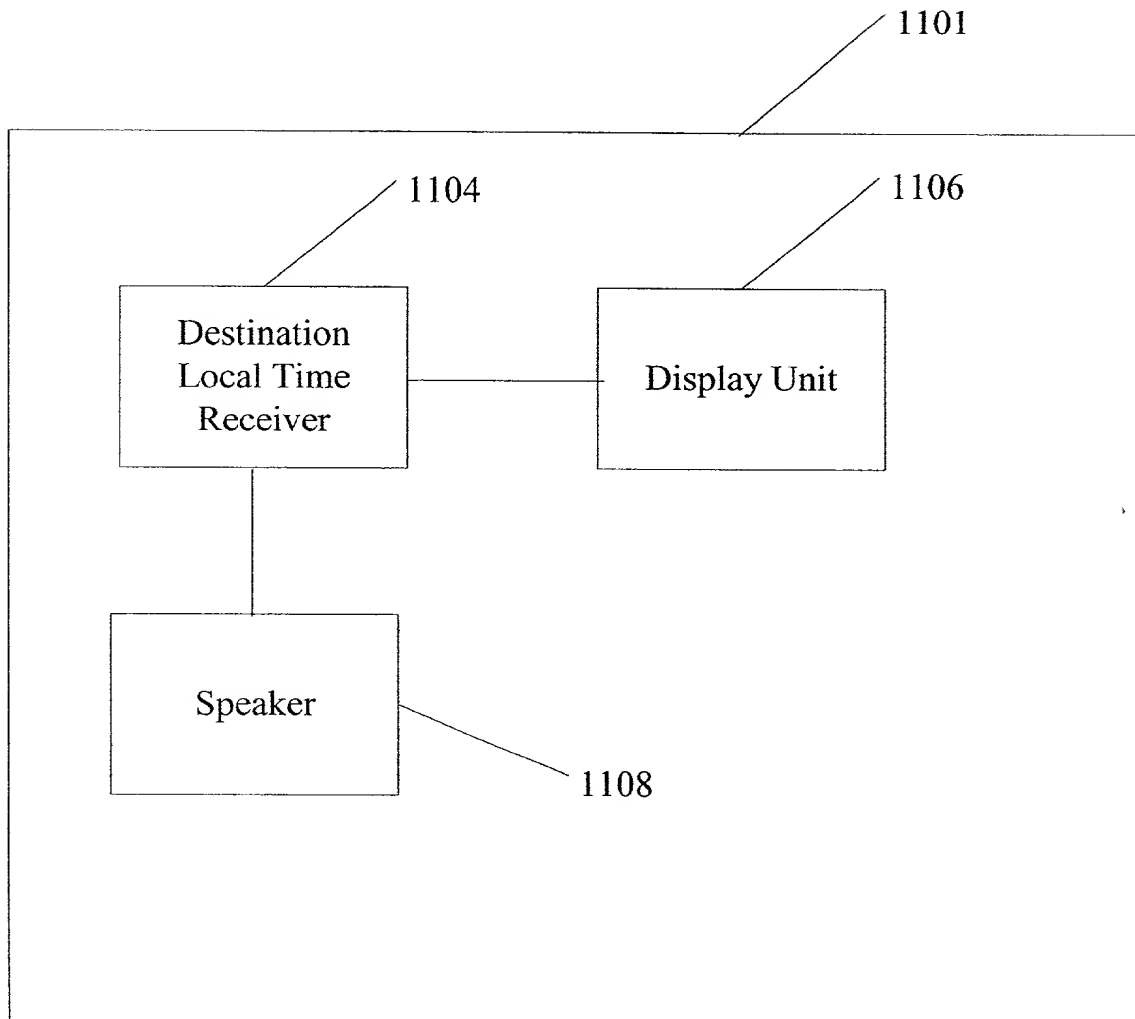 1101
1104
1106
Destination
Local Time
Receiver
Display Unit
Speaker
1108